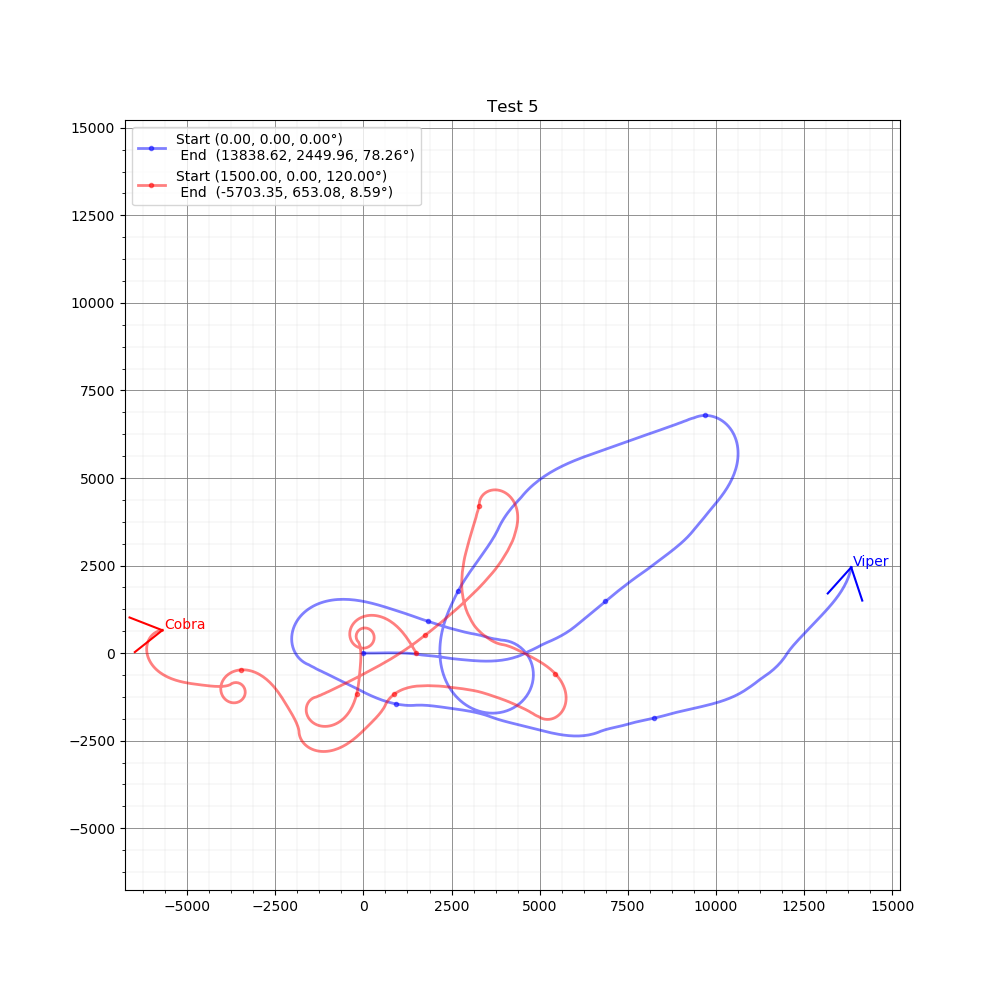 Test 5
Start (0.00, 0.00, 0.00°)
End (13838.62, 2449.96, 78.26°)
Start (1500.00, 0.00, 120.00°)
End (-5703.35, 653.08, 8.59°)
15000
12500
10000
7500
5000
2500
0
−2500
−5000
Viper
Cobra
−5000 −2500 0 2500 5000 7500 10000 12500 15000